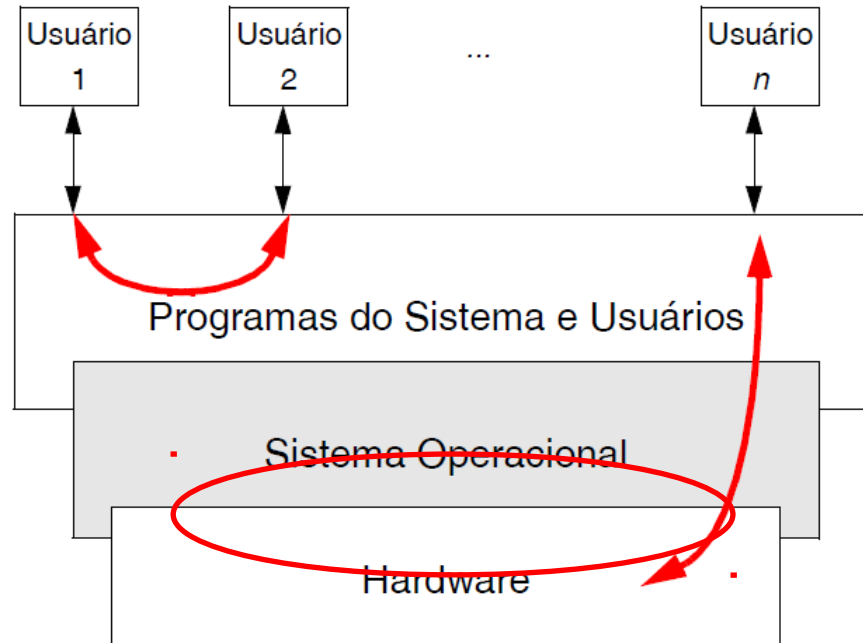 Usuário
1
Usuário
2
...
Usuário
n
Programas do Sistema e Usuários
Sistema Operacional
Hardware